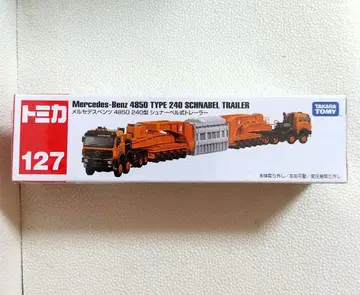 トミカ
127
Mercedes-Benz 4850 TYPE 240 SCHNABEL TRAILER
メルセデスベンツ 4850 240型 シュナーベル式トレーラー
TAKARA
TOMY